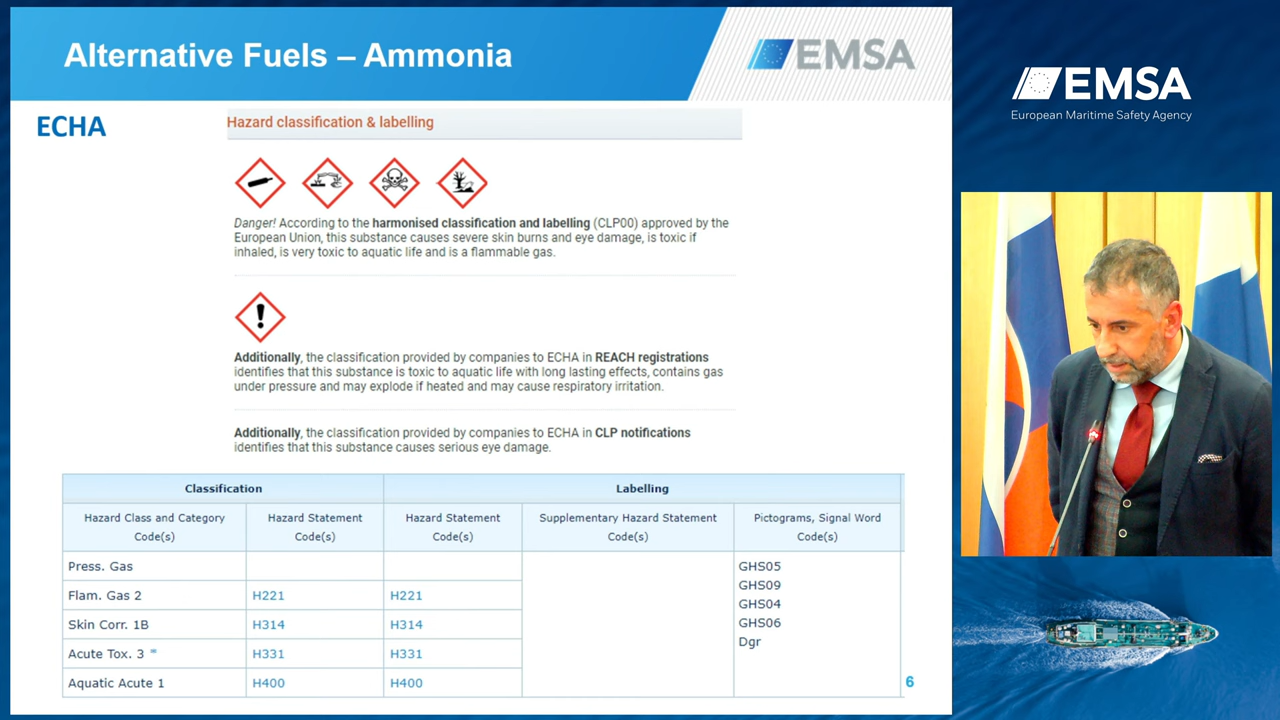 Alternative Fuels – Ammonia
EMSA
EMSA
European Maritime Safety Agency
ECHA
Hazard classification & labelling
Danger! According to the harmonised classification and labelling (CLP00) approved by the
European Union, this substance causes severe skin burns and eye damage, is toxic if
inhaled, is very toxic to aquatic life and is a flammable gas.
Additionally, the classification provided by companies to ECHA in REACH registrations
identifies that this substance is toxic to aquatic life with long lasting effects, contains gas
under pressure and may explode if heated and may cause respiratory irritation.
Additionally, the classification provided by companies to ECHA in CLP notifications
identifies that this substance causes serious eye damage.
Classification Labelling
Hazard Class and Category Code(s)
Hazard Statement Code(s)
Hazard Statement Code(s)
Supplementary Hazard Statement Code(s)
Pictograms, Signal Word Code(s)
Press. Gas
Flam. Gas 2 H221 H221
Skin Corr. 1B H314 H314
Acute Tox. 3 * H331 H331
Aquatic Acute 1 H400 H400
GHS05
GHS09
GHS04
GHS06
Dgr
6